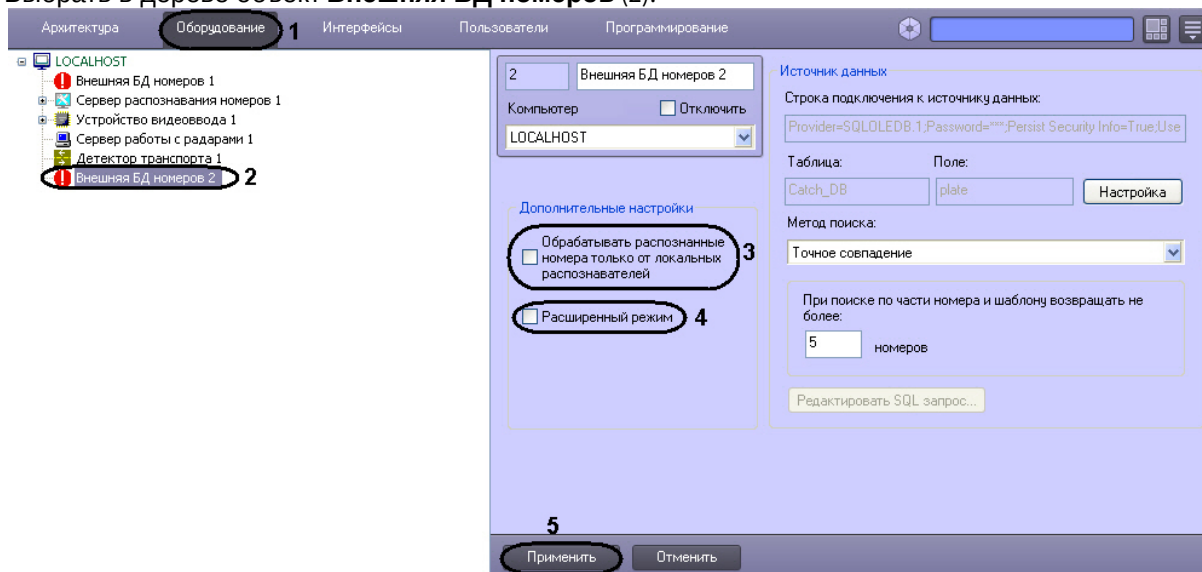 Выбрать в дереве объект Внешняя БД номеров (2).
Архитектура Оборудование 1 Интерфейсы Пользователи Программирование
LOCALHOST
Внешняя БД номеров 1
Сервер распознавания номеров 1
Устройство видеоввода 1
Сервер работы с радарами 1
Детектор транспорта 1
Внешняя БД номеров 2 2
2 Внешняя БД номеров 2
Компьютер Отключить
LOCALHOST
Дополнительные настройки
Обрабатывать распознанные
номера только от локальных
распознавателей
3
Расширенный режим 4
Источник данных
Строка подключения к источнику данных:
Provider=SQLOLEDB.1;Password="";Persist Security Info=True;Use
Таблица: Поле:
Catch_DB plate Настройка
Метод поиска:
Точное совпадение
При поиске по части номера и шаблону возвращать не
более:
5 номеров
Редактировать SQL запрос...
5
Применить Отменить